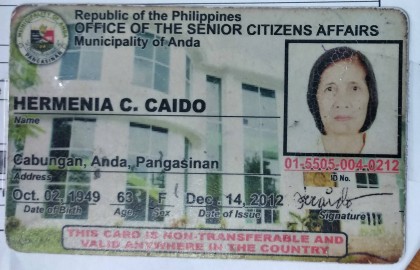 Republic of the Philippines
OFFICE OF THE SENIOR CITIZENS AFFAIRS
Municipality of Anda
HERMENIA C. CAIDO
Name
01-5505-004-0212
ID No.
Cabungan, Anda, Pangasinan
Address
Oct. 02, 1949 63 F Dec. 14, 2012
Date of Birth Age Sex Date of Issue Signature
THIS CARD IS NON-TRANSFERABLE AND
VALID ANYWHERE IN THE COUNTRY